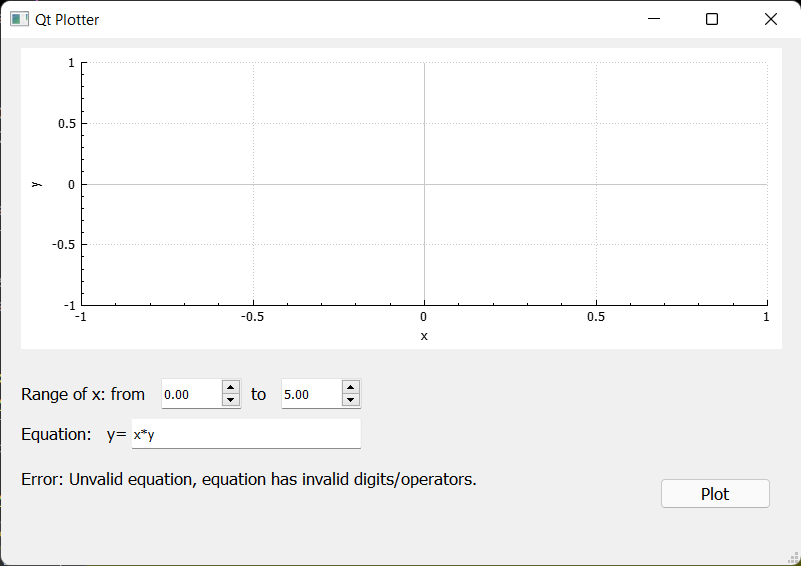 Qt Plotter
1
0.5
y
0
-0.5
-1
-1 -0.5 0 0.5 1
x
Range of x: from 0.00 to 5.00
Equation: y= x*y
Error: Unvalid equation, equation has invalid digits/operators.
Plot